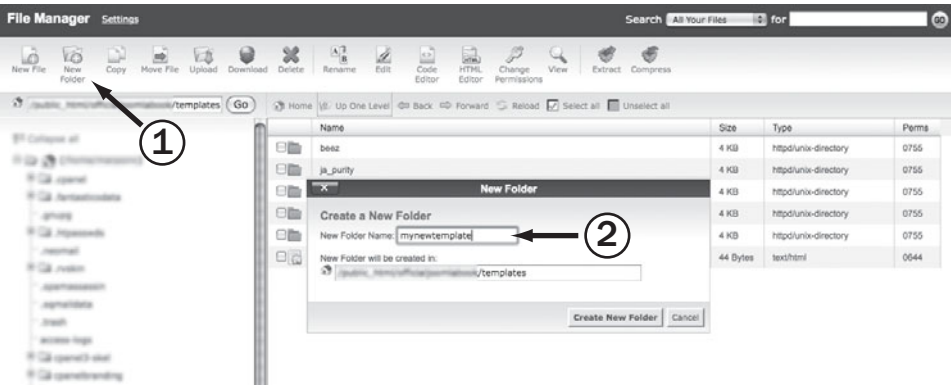 File Manager Settings
Search All Your Files for GO
New File New Folder Copy Move File Upload Download Delete Rename Edit Code Editor HTML Editor Change Permissions View Extract Compress
/templates Go Home Up One Level Back Forward Reload Select all Unselect all
1
Collapse all
Name Size Type Perms
beez 4 KB httpd/unix-directory 0755
ja_purity 4 KB httpd/unix-directory 0755
4 KB httpd/unix-directory 0755
4 KB httpd/unix-directory 0755
4 KB httpd/unix-directory 0755
44 Bytes text/html 0644
X New Folder
Create a New Folder
New Folder Name: mynewtemplate
2
New Folder will be created in:
/templates
Create New Folder Cancel
.trash
access-logs